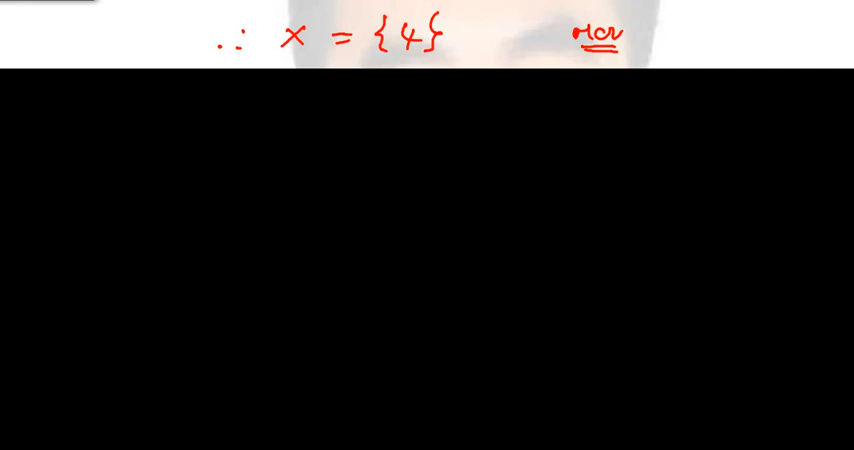 ∴ x = {4}